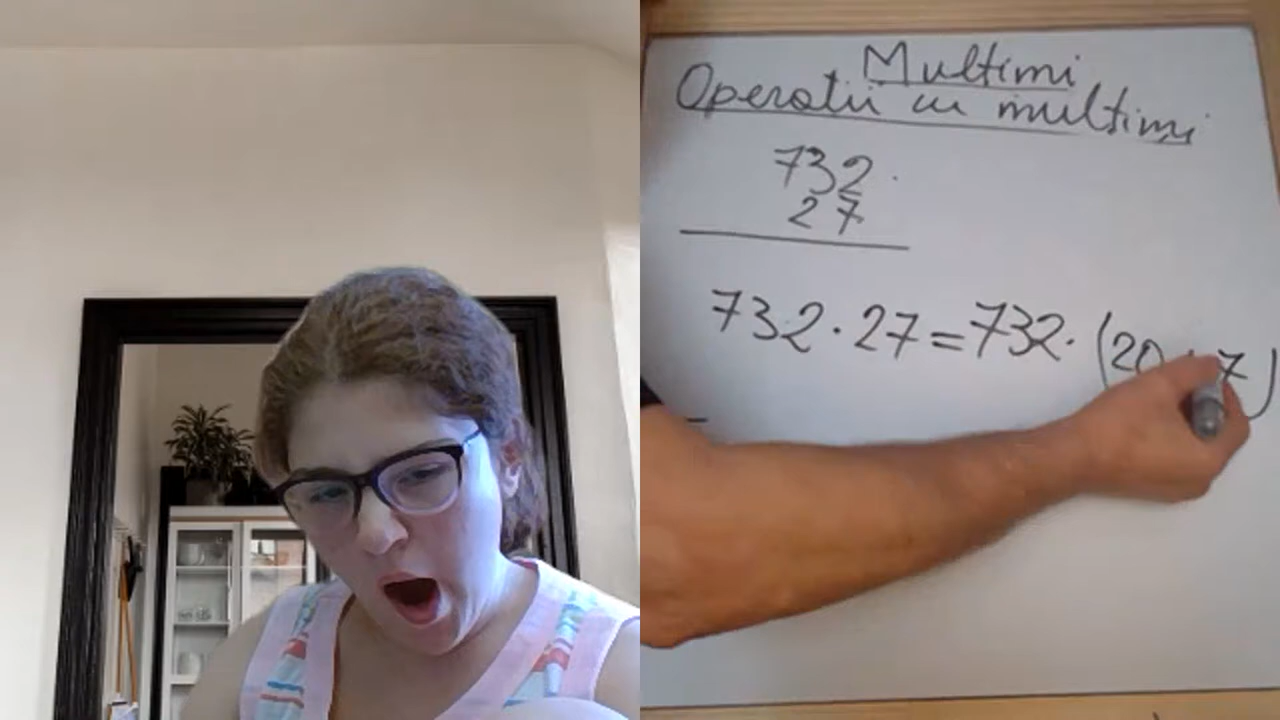 Multimi
Operatii cu multimi
732 ·
27
732 · 27 = 732 · (20 + 7)